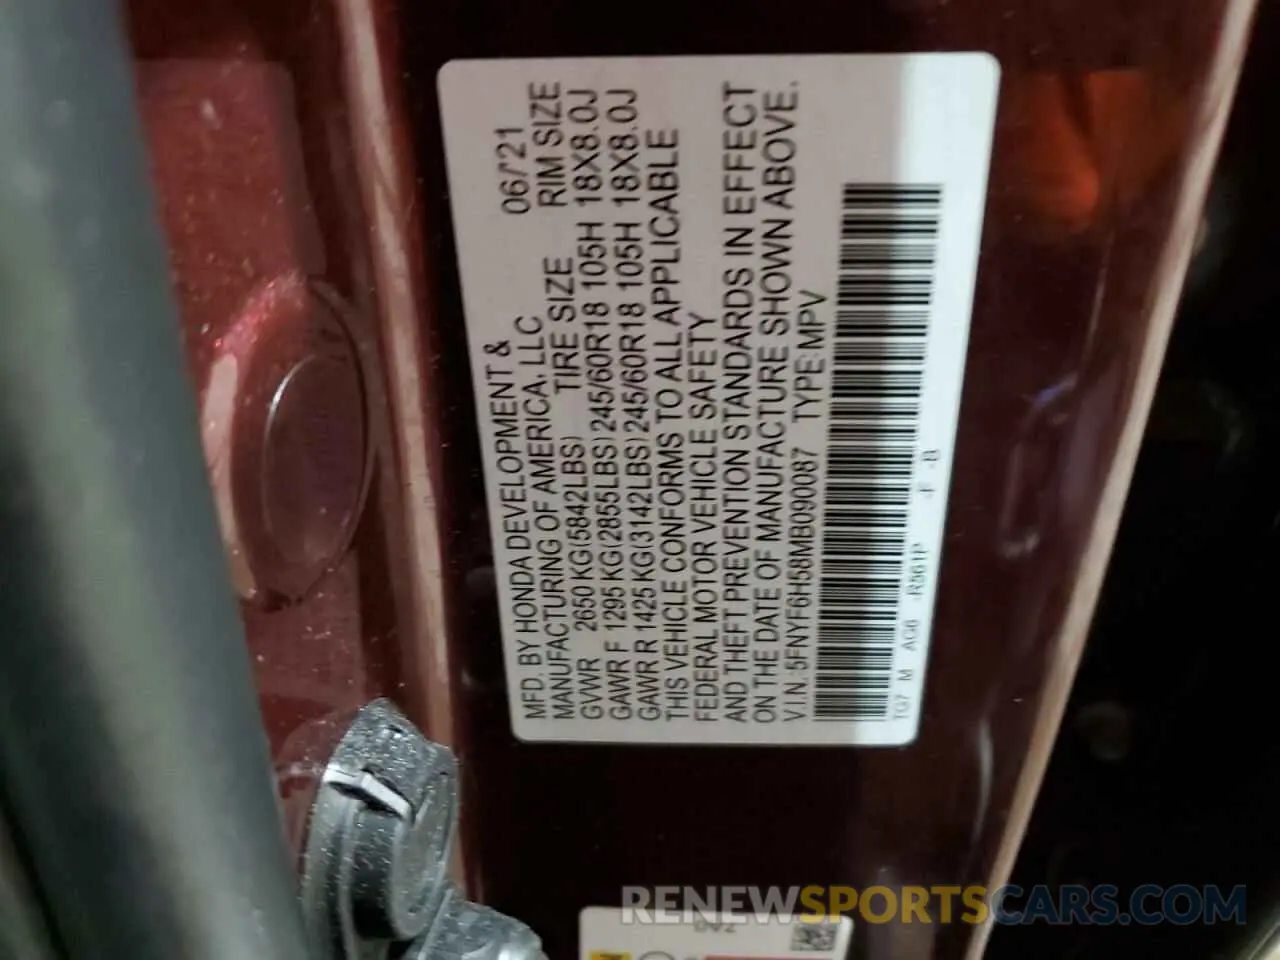 MFD. BY HONDA DEVELOPMENT &
MANUFACTURING OF AMERICA, LLC 06/21
GVWR 2650 KG(5842LBS) TIRE SIZE RIM SIZE
GAWR F 1295 KG(2855LBS) 245/60R18 105H 18X8.0J
GAWR R 1425 KG(3142LBS) 245/60R18 105H 18X8.0J
THIS VEHICLE CONFORMS TO ALL APPLICABLE
FEDERAL MOTOR VEHICLE SAFETY
AND THEFT PREVENTION STANDARDS IN EFFECT
ON THE DATE OF MANUFACTURE SHOWN ABOVE.
V.I.N.:5FNYF6H58MB090087 TYPE:MPV
TG7 M AG6 -R561P -F -B
RENEWSPORTSCARS.COM